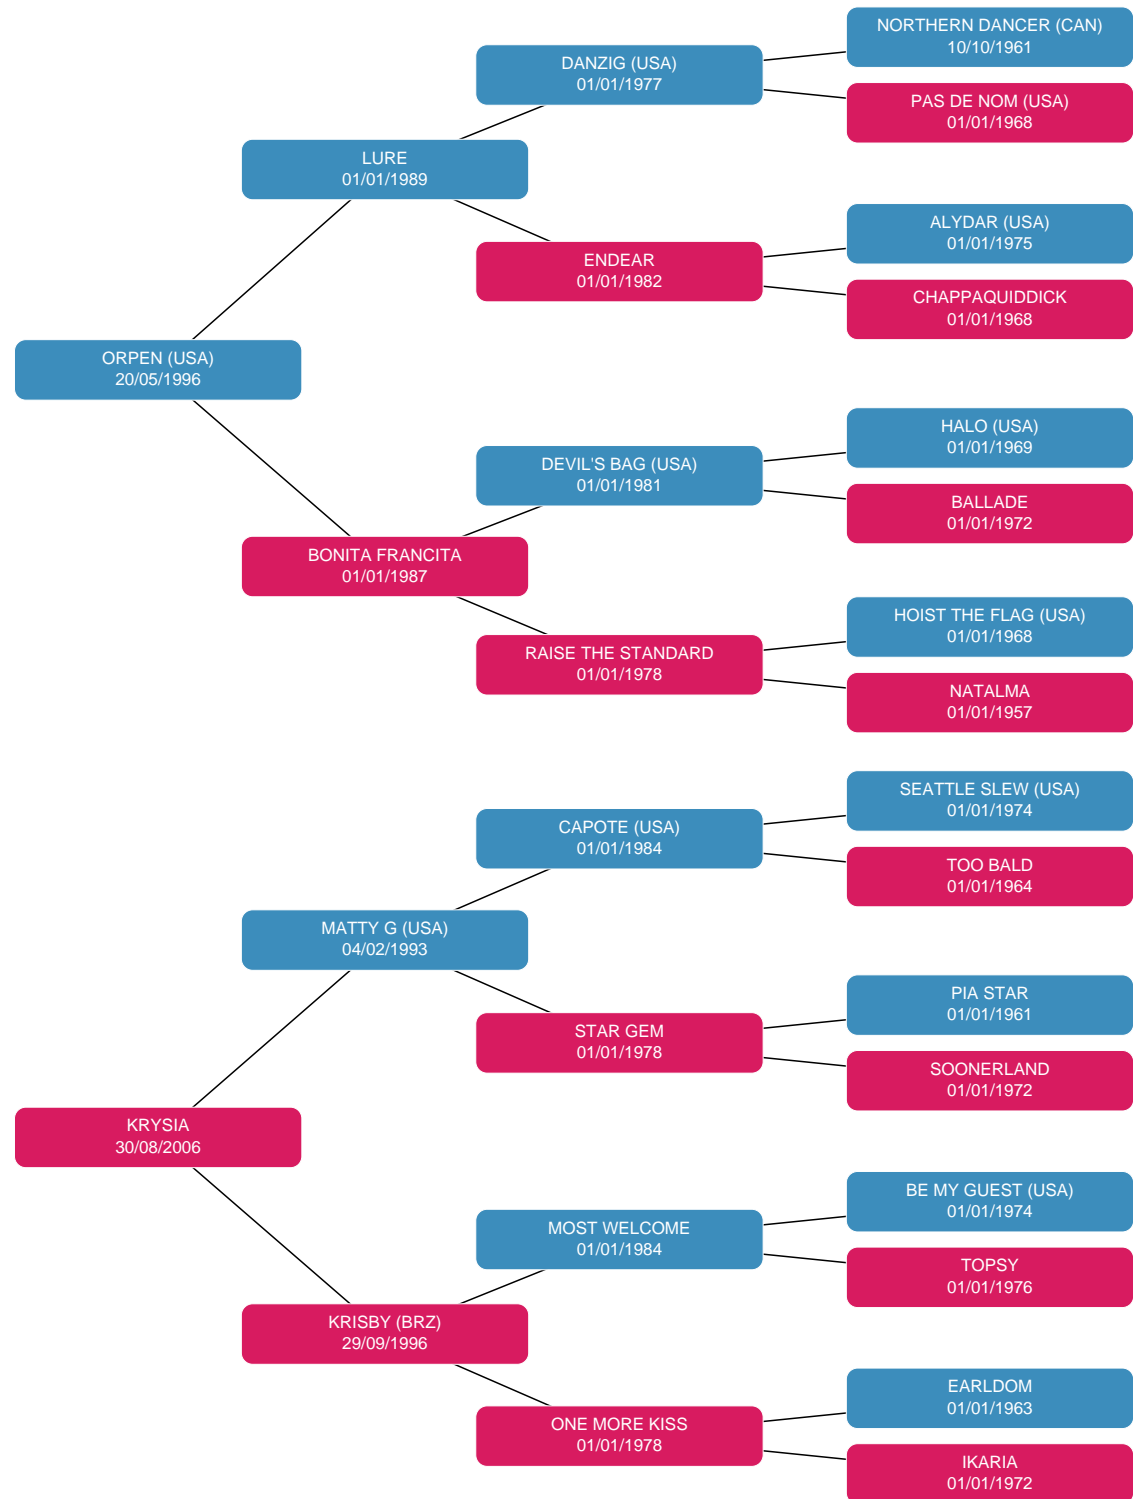 NORTHERN DANCER (CAN)
10/10/1961
DANZIG (USA)
01/01/1977
PAS DE NOM (USA)
01/01/1968
LURE
01/01/1989
ALYDAR (USA)
01/01/1975
ENDEAR
01/01/1982
CHAPPAQUIDDICK
01/01/1968
ORPEN (USA)
20/05/1996
HALO (USA)
01/01/1969
DEVIL'S BAG (USA)
01/01/1981
BALLADE
01/01/1972
BONITA FRANCITA
01/01/1987
HOIST THE FLAG (USA)
01/01/1968
RAISE THE STANDARD
01/01/1978
NATALMA
01/01/1957
SEATTLE SLEW (USA)
01/01/1974
CAPOTE (USA)
01/01/1984
TOO BALD
01/01/1964
MATTY G (USA)
04/02/1993
PIA STAR
01/01/1961
STAR GEM
01/01/1978
SOONERLAND
01/01/1972
KRYSIA
30/08/2006
BE MY GUEST (USA)
01/01/1974
MOST WELCOME
01/01/1984
TOPSY
01/01/1976
KRISBY (BRZ)
29/09/1996
EARLDOM
01/01/1963
ONE MORE KISS
01/01/1978
IKARIA
01/01/1972